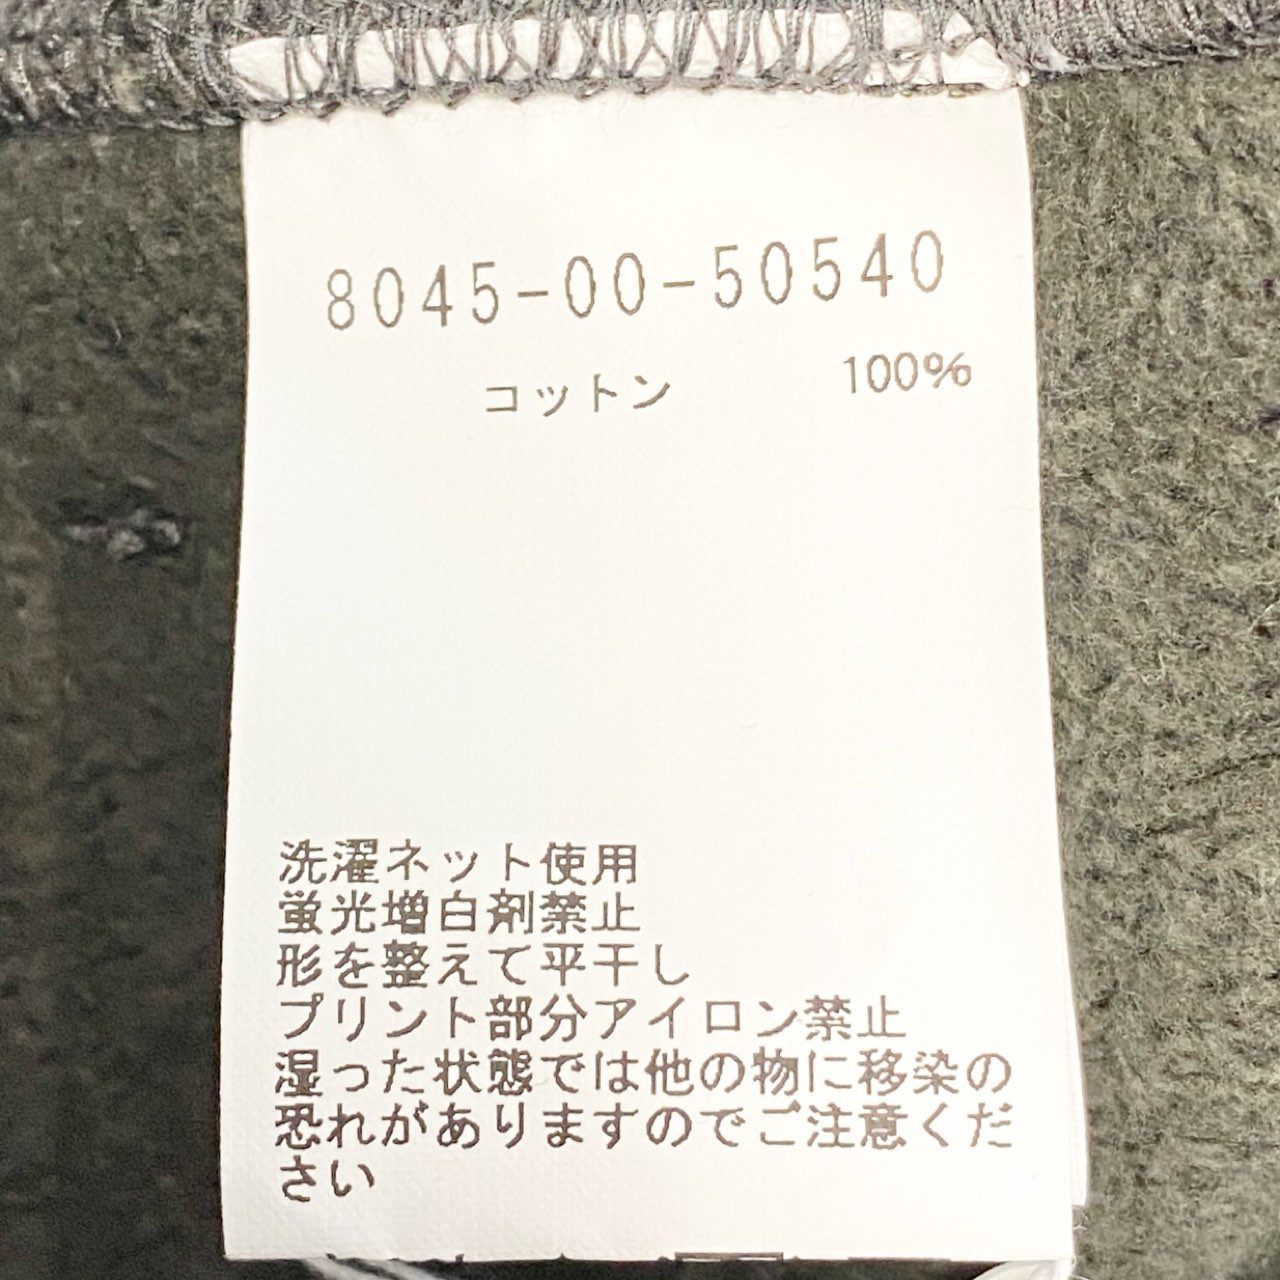 8045-00-50540
コットン 100%
洗濯ネット使用
蛍光増白剤禁止
形を整えて平干し
プリント部分アイロン禁止
湿った状態では他の物に移染の
恐れがありますのでご注意くだ
さい